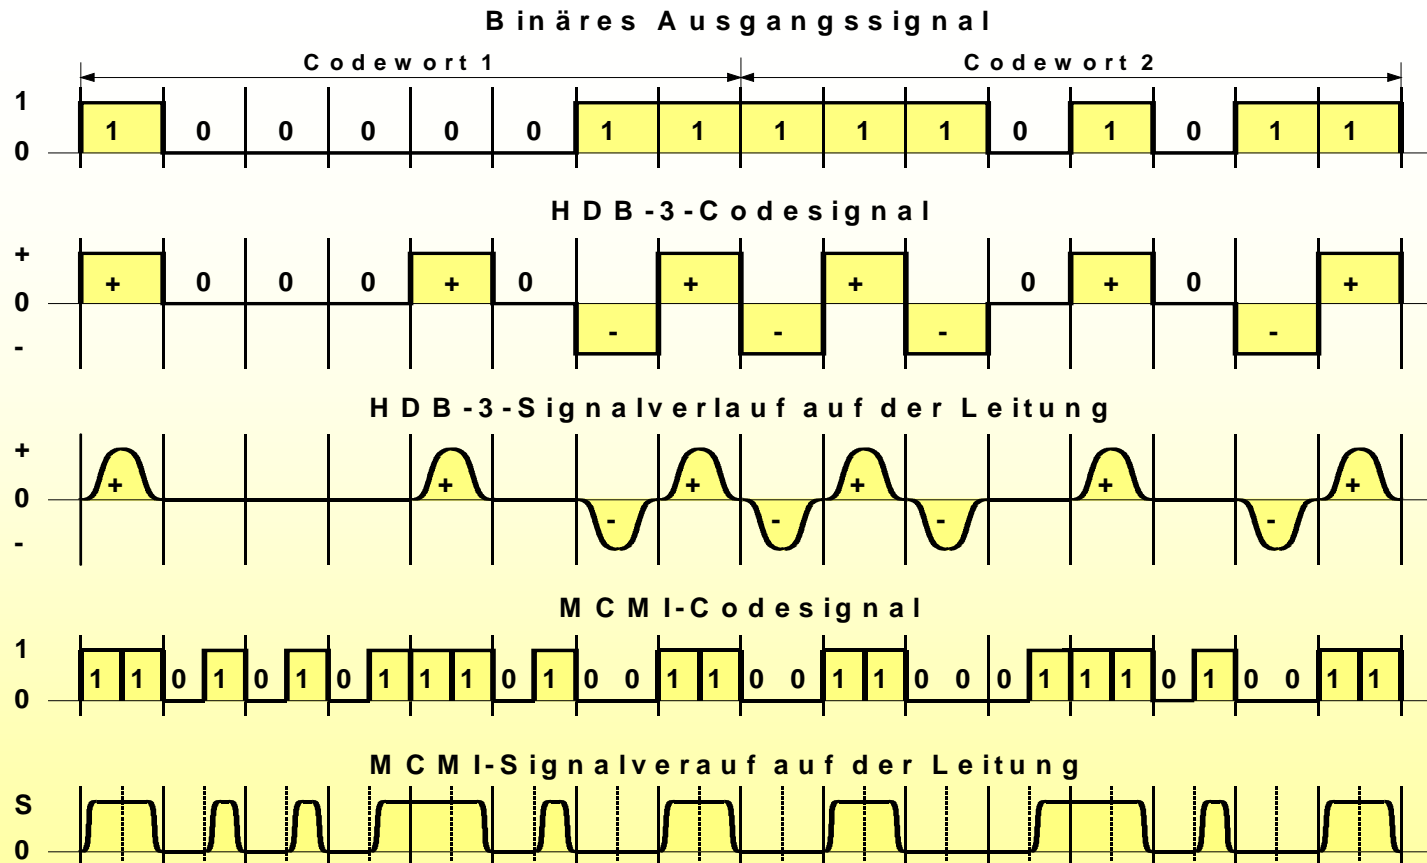 Binäres Ausgangssignal
Codewort 1 Codewort 2
1
1 0 0 0 0 0 1 1 1 1 1 0 1 0 1 1
0
HDB-3-Codesignal
+
+ 0 0 0 + 0 + + 0 + 0 +
0
- - - - -
-
HDB-3-Signalverlauf auf der Leitung
+
+ + + + + +
0
- - - -
-
MCMI-Codesignal
1
1 1 0 1 0 1 0 1 1 1 0 1 0 0 1 1 0 0 1 1 0 0 0 1 1 1 0 1 0 0 1 1
0
MCMI-Signalverauf auf der Leitung
S
0